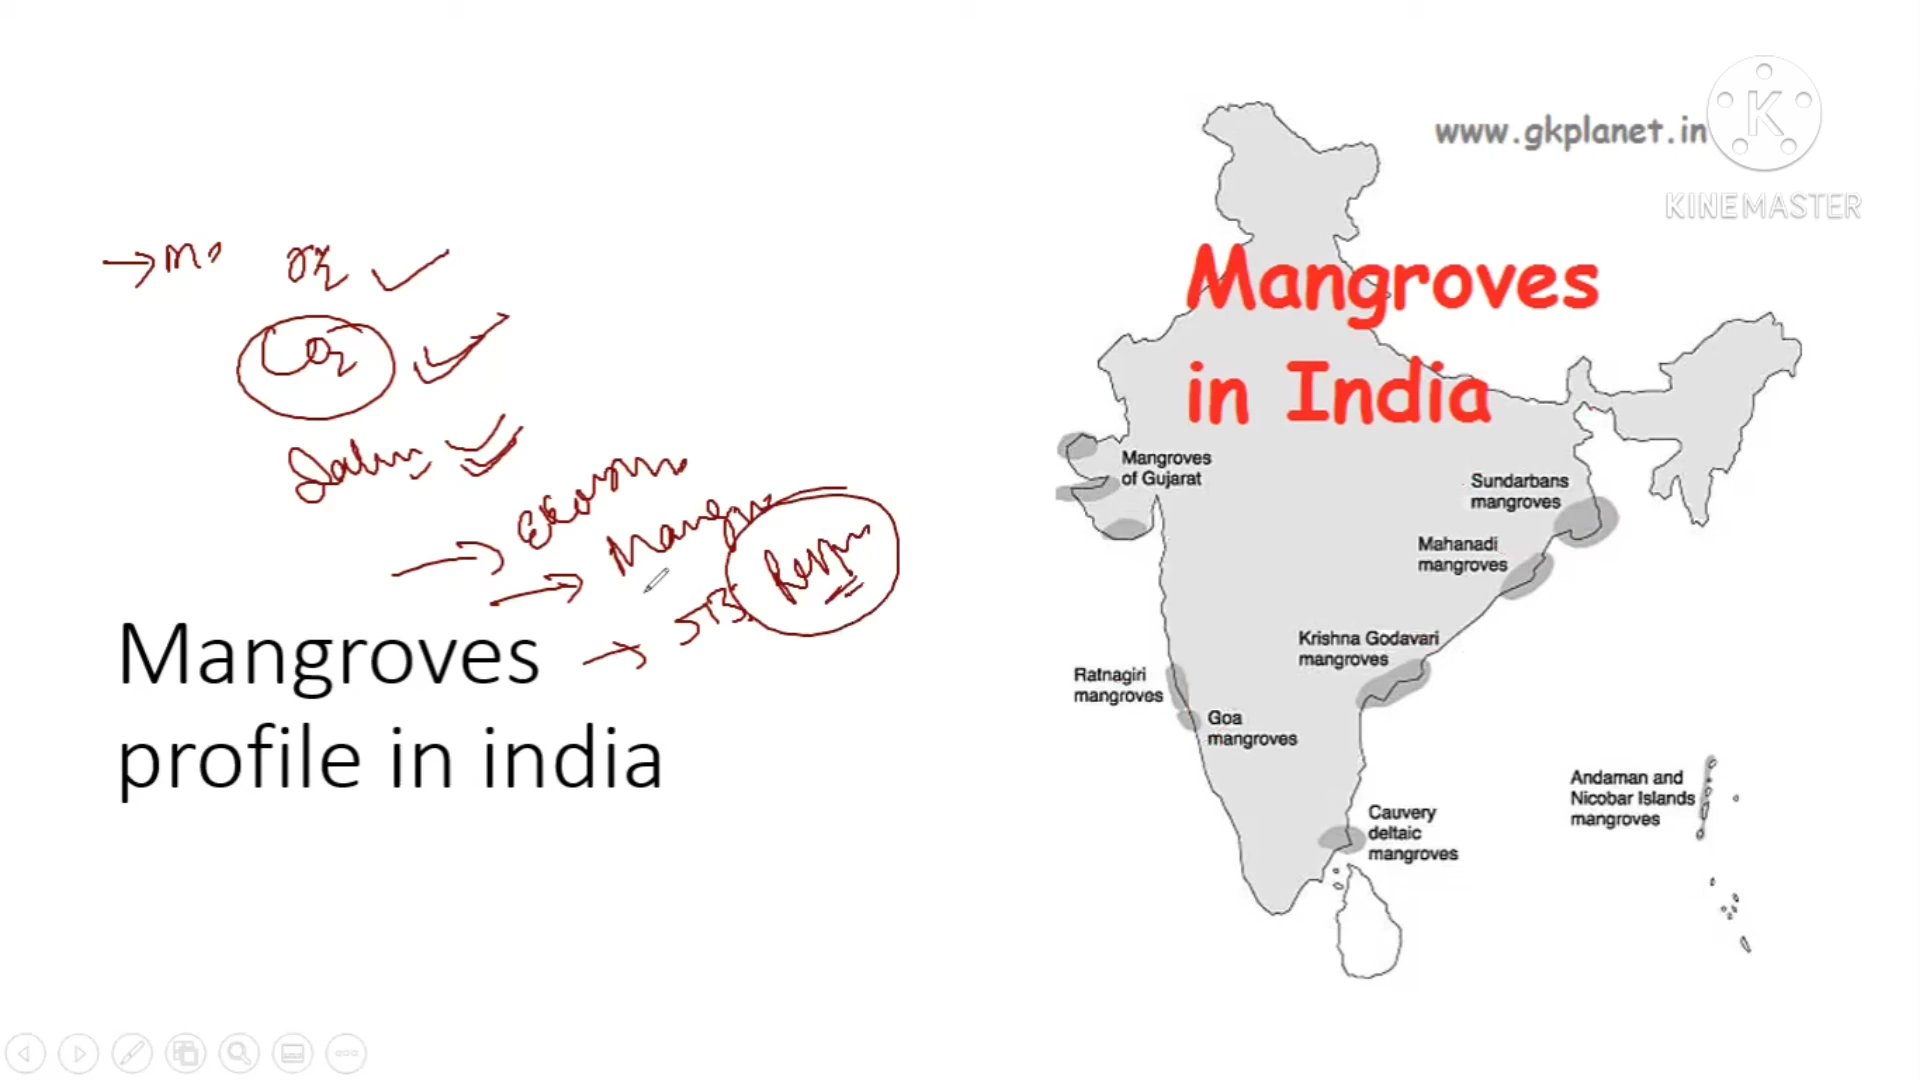 www.gkplanet.in
KINEMASTER
Mangroves
in India
Mangroves
of Gujarat
Sundarbans
mangroves
Mahanadi
mangroves
Krishna Godavari
mangroves
Ratnagiri
mangroves
Goa
mangroves
Andaman and
Nicobar Islands
mangroves
Cauvery
deltaic
mangroves
Mangroves
profile in india